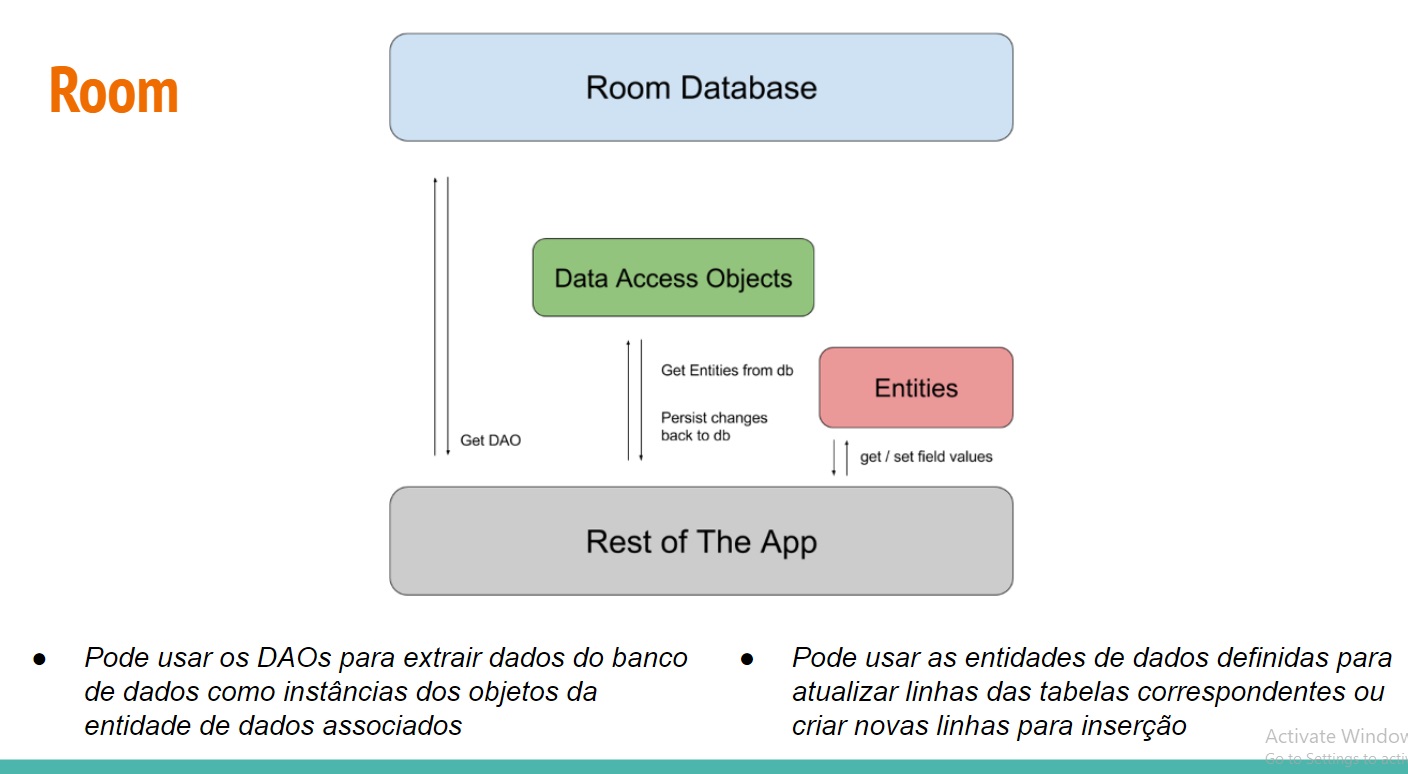 Room
Room Database
Data Access Objects
Get Entities from db
Entities
Persist changes
back to db
Get DAO
get / set field values
Rest of The App
● Pode usar os DAOs para extrair dados do banco
de dados como instâncias dos objetos da
entidade de dados associados
● Pode usar as entidades de dados definidas para
atualizar linhas das tabelas correspondentes ou
criar novas linhas para inserção
Activate Window
Go to Settings to acti